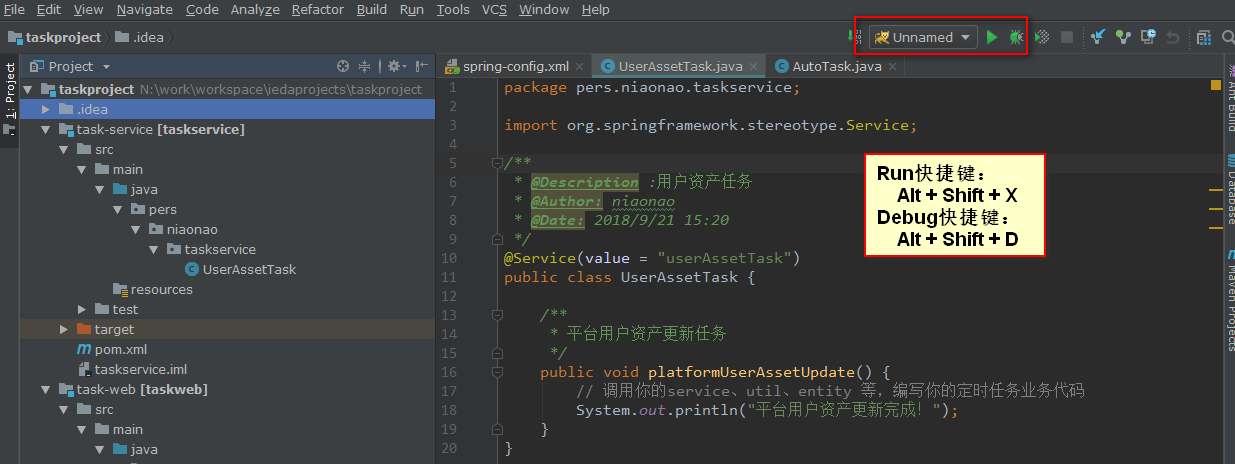 File Edit View Navigate Code Analyze Refactor Build Run Tools VCS Window Help
taskproject .idea
Unnamed
1: Project
Project
spring-config.xml UserAssetTask.java AutoTask.java
taskproject N:\work\workspace\iedaprojects\taskproject
.idea
task-service [taskservice]
src
main
java
pers
niaonao
taskservice
UserAssetTask
resources
test
target
pom.xml
taskservice.iml
task-web [taskweb]
src
main
java
1 package pers.niaonao.taskservice;
2
3 import org.springframework.stereotype.Service;
4
5 /**
6 * @Description :用户资产任务
7 * @Author: niaonao
8 * @Date: 2018/9/21 15:20
9 */
10 @Service(value = "userAssetTask")
11 public class UserAssetTask {
12
13 /**
14 * 平台用户资产更新任务
15 */
16 public void platformUserAssetUpdate() {
17 // 调用你的service、util、entity 等，编写你的定时任务业务代码
18 System.out.println("平台用户资产更新完成！");
19 }
20 }
Run快捷键：
Alt + Shift + X
Debug快捷键：
Alt + Shift + D
Ant Build
Database
Maven Projects